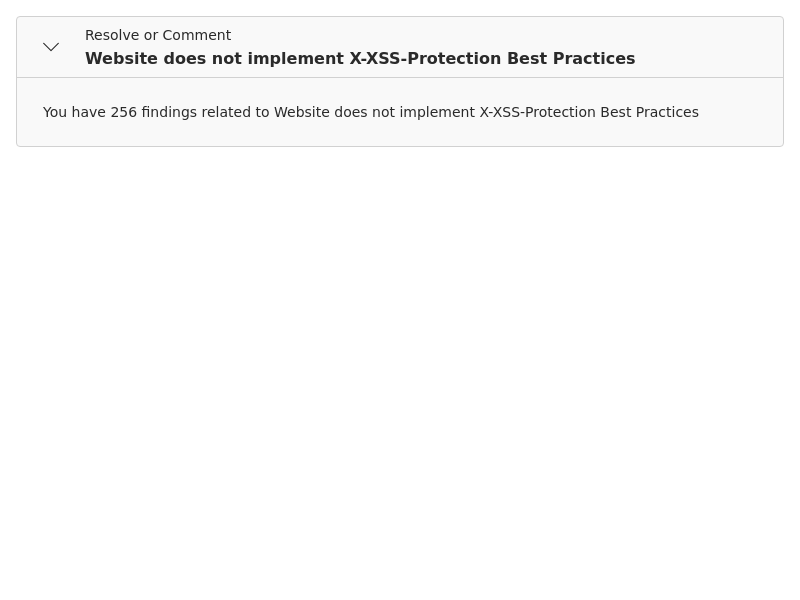 Resolve or Comment
Website does not implement X-XSS-Protection Best Practices
You have 256 findings related to Website does not implement X-XSS-Protection Best Practices